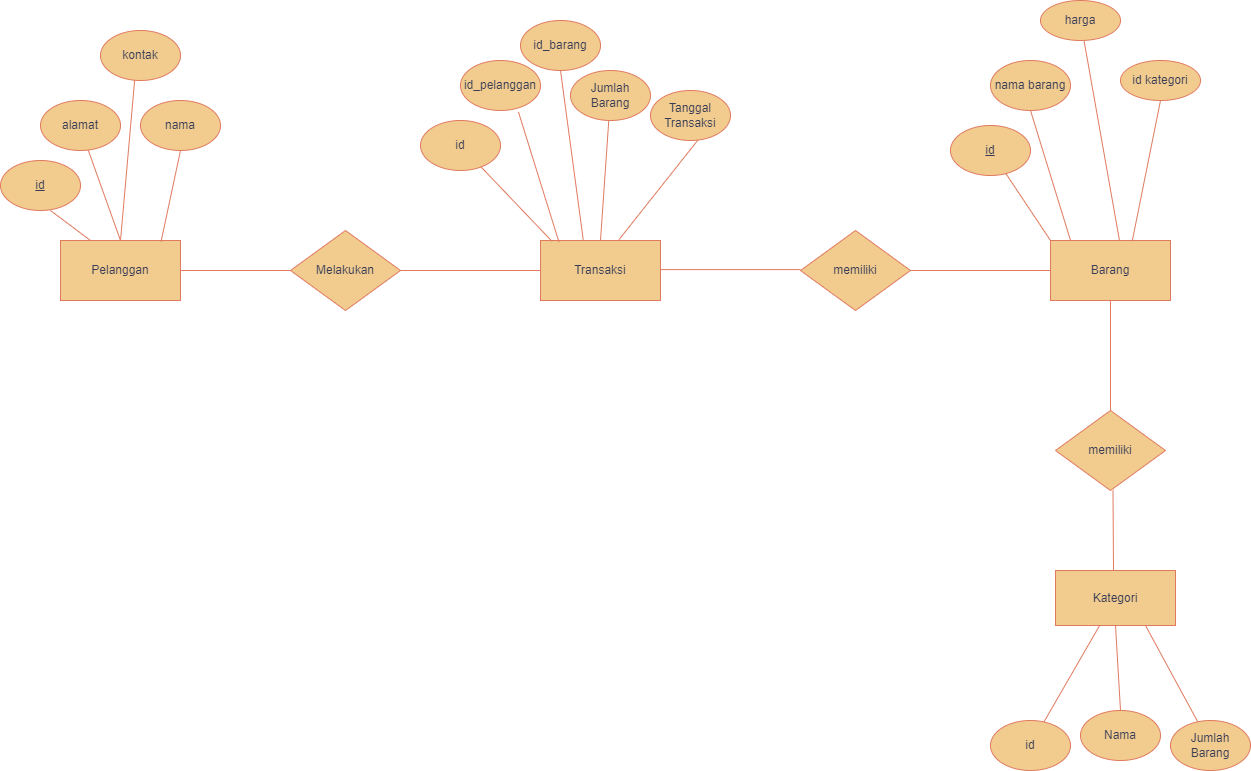 kontak
alamat
nama
id
Pelanggan
Melakukan
id_barang
id_pelanggan
Jumlah
Barang
Tanggal
Transaksi
id
Transaksi
memiliki
harga
nama barang
id kategori
id
Barang
memiliki
Kategori
id
Nama
Jumlah
Barang